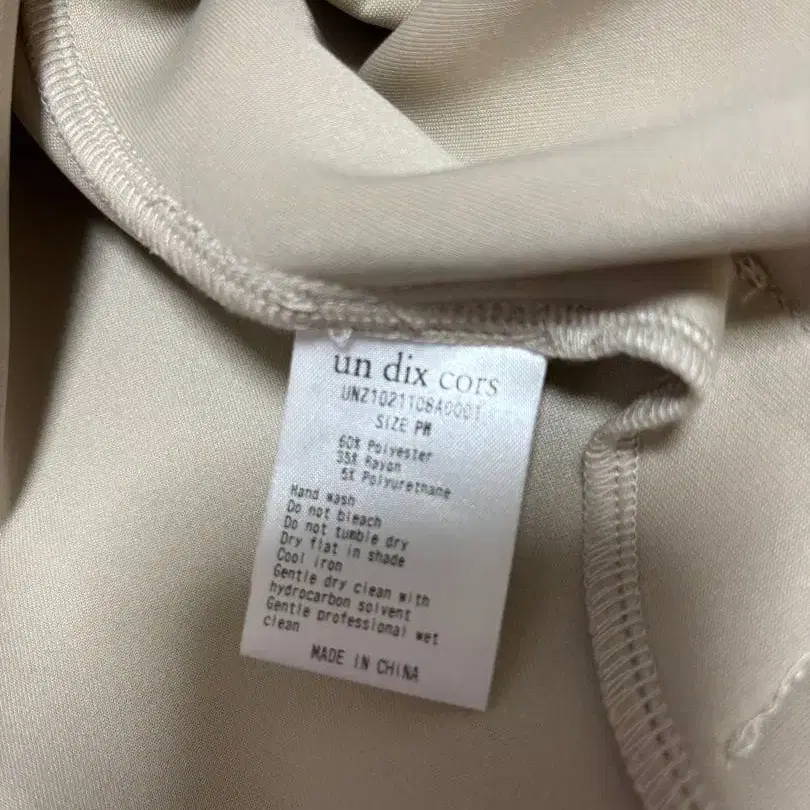 un dix cors
UNZ1021108A0001
SIZE PM
60% Polyester
35% Rayon
5% Polyurethane
Hand wash
Do not bleach
Do not tumble dry
Dry flat in shade
Cool iron
Gentle dry clean with
hydrocarbon solvent
Gentle professional wet
clean
MADE IN CHINA